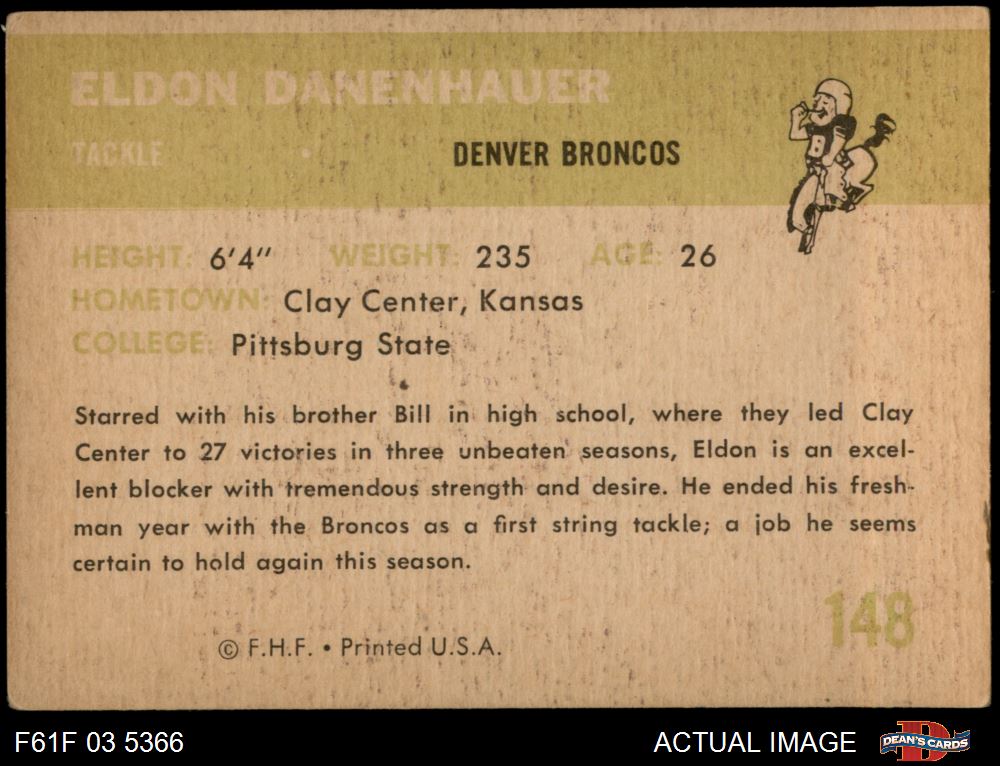 ELDON DANENHAUER
TACKLE DENVER BRONCOS
HEIGHT: 6'4" WEIGHT: 235 AGE: 26
HOMETOWN: Clay Center, Kansas
COLLEGE: Pittsburg State
Starred with his brother Bill in high school, where they led Clay
Center to 27 victories in three unbeaten seasons, Eldon is an excel-
lent blocker with tremendous strength and desire. He ended his fresh-
man year with the Broncos as a first string tackle; a job he seems
certain to hold again this season.
148
© F.H.F. • Printed U.S.A.
F61F 03 5366 ACTUAL IMAGE DEAN'S CARDS